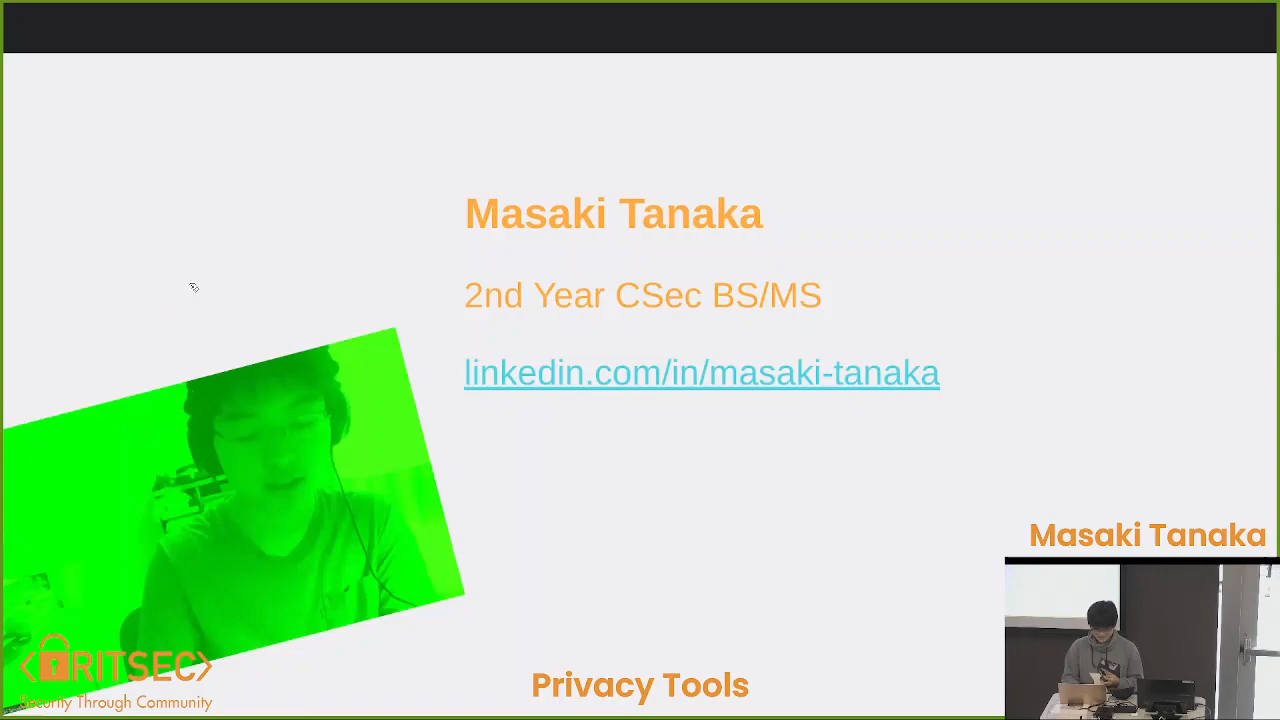 Masaki Tanaka
2nd Year CSec BS/MS
linkedin.com/in/masaki-tanaka
Masaki Tanaka
RITSEC
Security Through Community
Privacy Tools